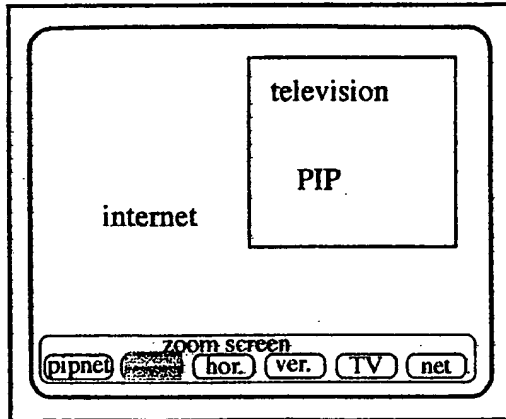 television
PIP
internet
zoom screen
pipnet hor. ver. TV net